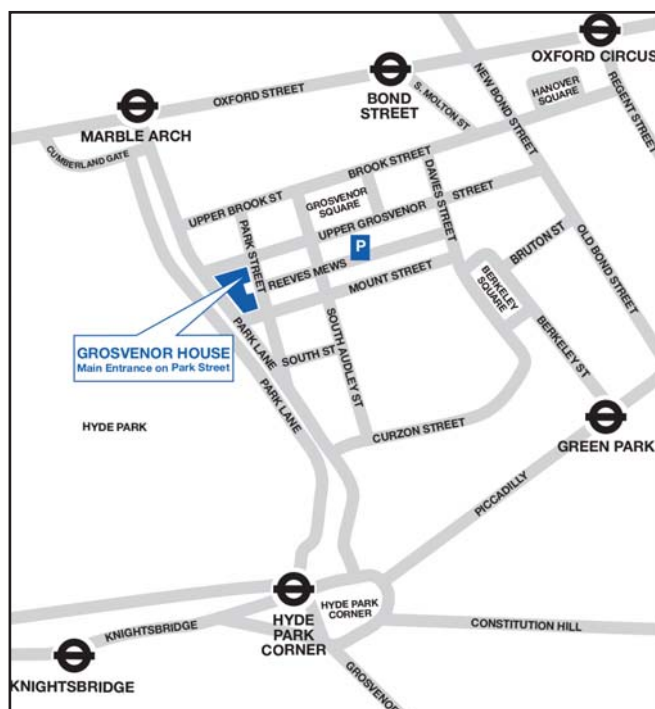 OXFORD CIRCUS
OXFORD STREET
BOND
STREET
S. MOLTON ST
NEW BOND STREET
HANOVER
SQUARE
REGENT STREET
MARBLE ARCH
CUMBERLAND GATE
BROOK STREET
UPPER BROOK ST
GROSVENOR
SQUARE
DAVIES STREET
UPPER GROSVENOR STREET
PARK STREET
P
REEVES MEWS
MOUNT STREET
BRUTON ST
BERKELEY
SQUARE
OLD BOND STREET
GROSVENOR HOUSE
Main Entrance on Park Street
PARK LANE
PARK LANE
SOUTH ST
SOUTH AUDLEY ST
BERKELEY ST
HYDE PARK
CURZON STREET
GREEN PARK
PICCADILLY
HYDE PARK
CORNER
HYDE
PARK
CORNER
KNIGHTSBRIDGE
CONSTITUTION HILL
KNIGHTSBRIDGE
GROSVENOR